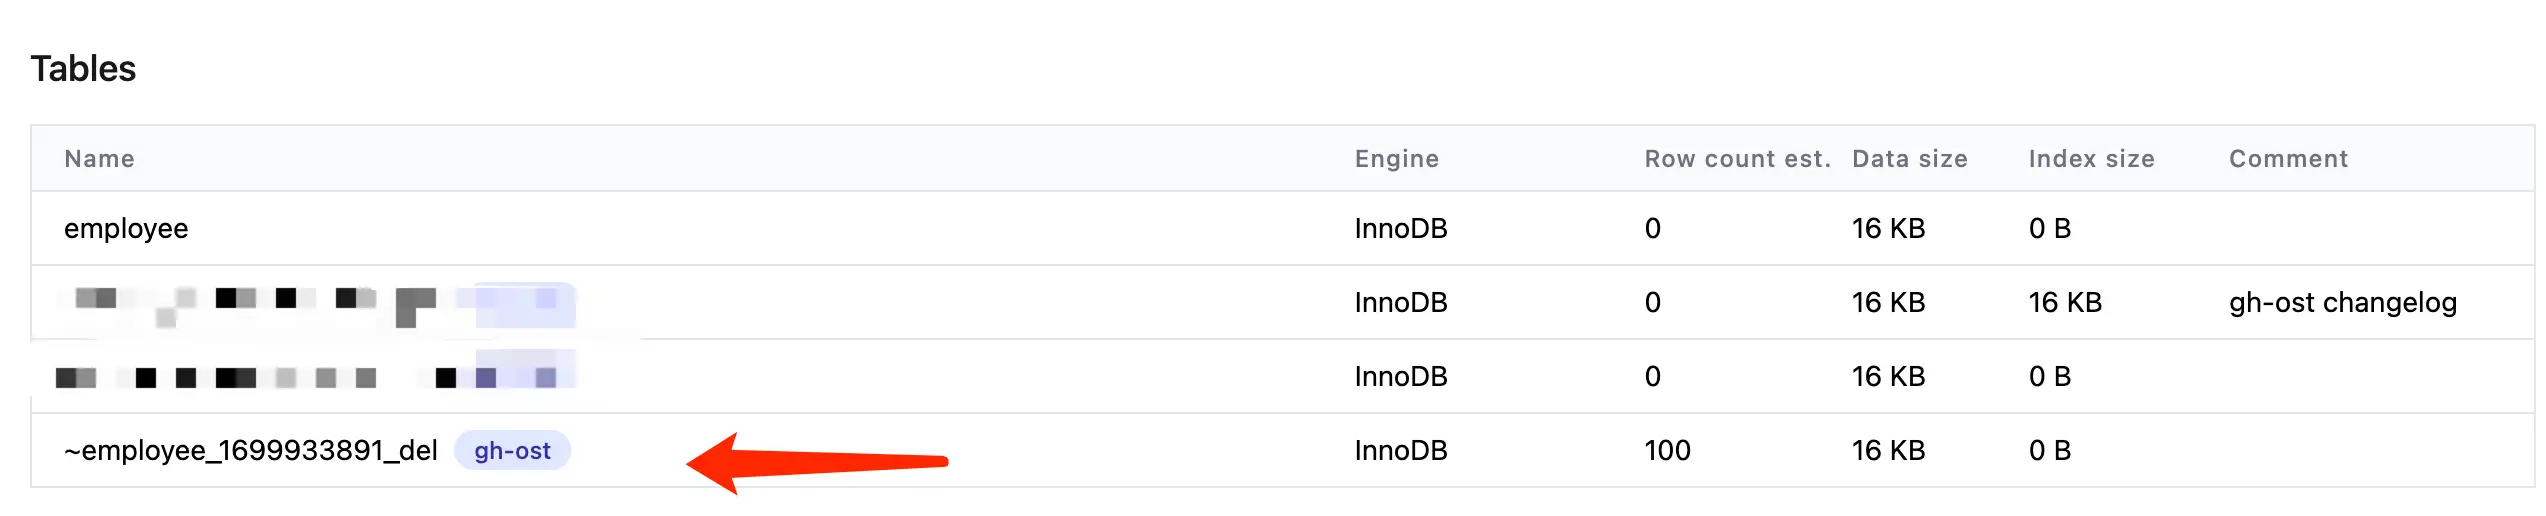 Tables
Name Engine Row count est. Data size Index size Comment
employee InnoDB 0 16 KB 0 B
InnoDB 0 16 KB 16 KB gh-ost changelog
InnoDB 0 16 KB 0 B
~employee_1699933891_del gh-ost InnoDB 100 16 KB 0 B